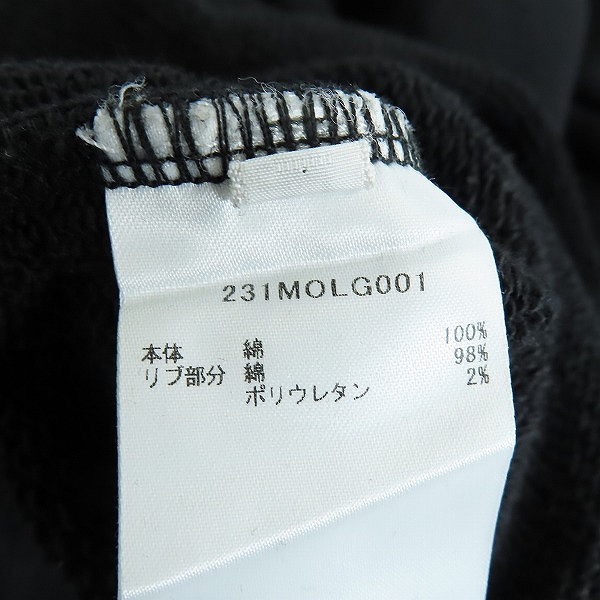 231MOLG001
本体 綿 100%
リブ部分 綿 98%
ポリウレタン 2%